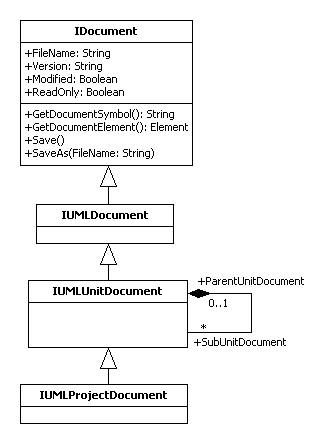 IDocument
+FileName: String
+Version: String
+Modified: Boolean
+ReadOnly: Boolean
+GetDocumentSymbol(): String
+GetDocumentElement(): Element
+Save()
+SaveAs(FileName: String)
IUMLDocument
IUMLUnitDocument
+ParentUnitDocument
0..1
*
+SubUnitDocument
IUMLProjectDocument